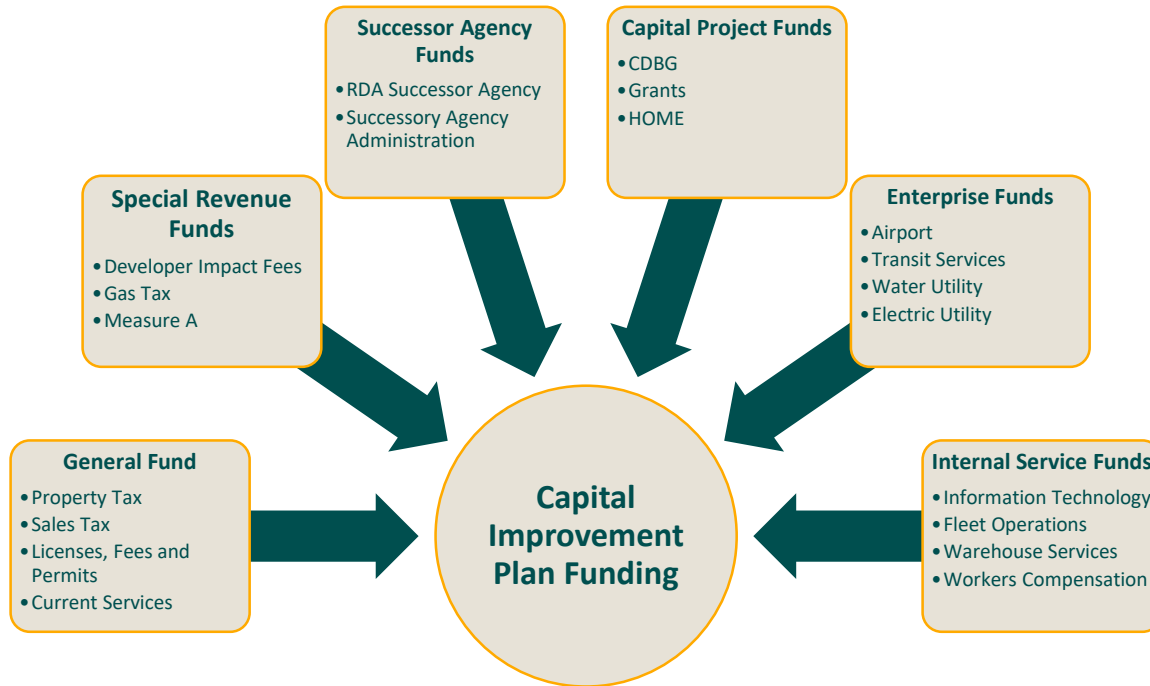 Successor Agency
Funds
•RDA Successor Agency
•Successory Agency
Administration
Capital Project Funds
•CDBG
•Grants
•HOME
Special Revenue
Funds
•Developer Impact Fees
•Gas Tax
•Measure A
Enterprise Funds
•Airport
•Transit Services
•Water Utility
•Electric Utility
General Fund
•Property Tax
•Sales Tax
•Licenses, Fees and
Permits
•Current Services
Capital
Improvement
Plan Funding
Internal Service Funds
•Information Technology
•Fleet Operations
•Warehouse Services
•Workers Compensation